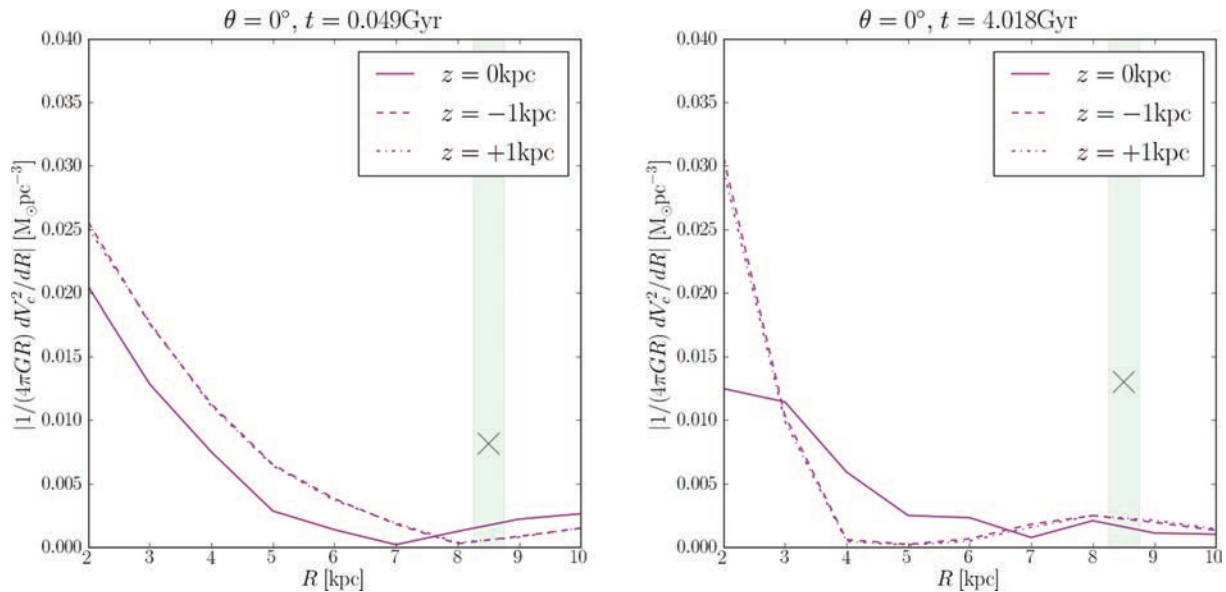 θ = 0°, t = 0.049Gyr
|1/(4πGR) dV_c^2/dR| [M_⊙pc^−3]
0.040
0.035
0.030
0.025
0.020
0.015
0.010
0.005
0.000
z = 0kpc
z = −1kpc
z = +1kpc
2 3 4 5 6 7 8 9 10
R [kpc]
θ = 0°, t = 4.018Gyr
|1/(4πGR) dV_c^2/dR| [M_⊙pc^−3]
0.040
0.035
0.030
0.025
0.020
0.015
0.010
0.005
0.000
z = 0kpc
z = −1kpc
z = +1kpc
2 3 4 5 6 7 8 9 10
R [kpc]